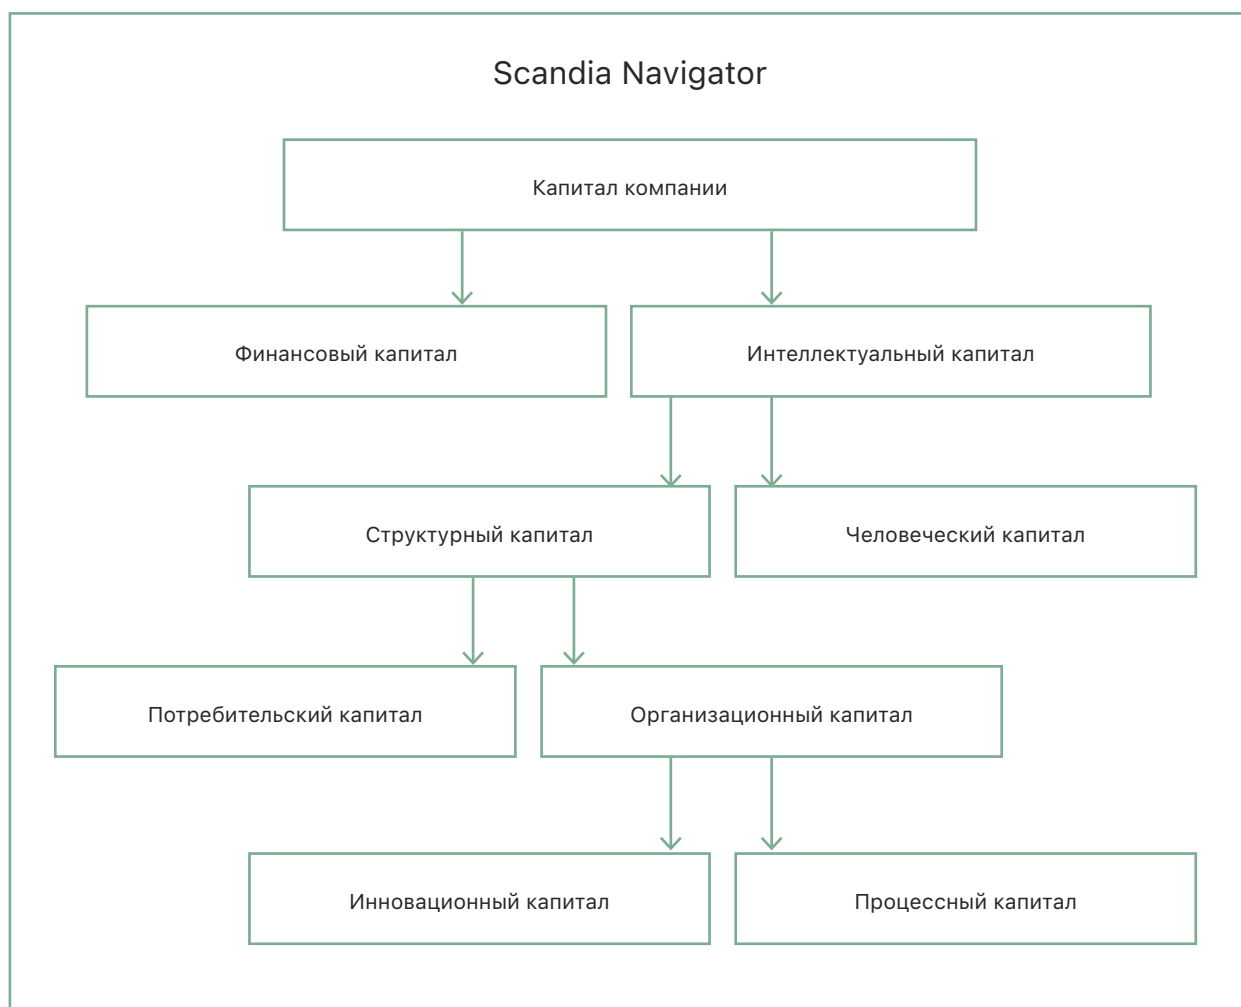 Scandia Navigator
Капитал компании
Финансовый капитал
Интеллектуальный капитал
Структурный капитал
Человеческий капитал
Потребительский капитал
Организационный капитал
Инновационный капитал
Процессный капитал